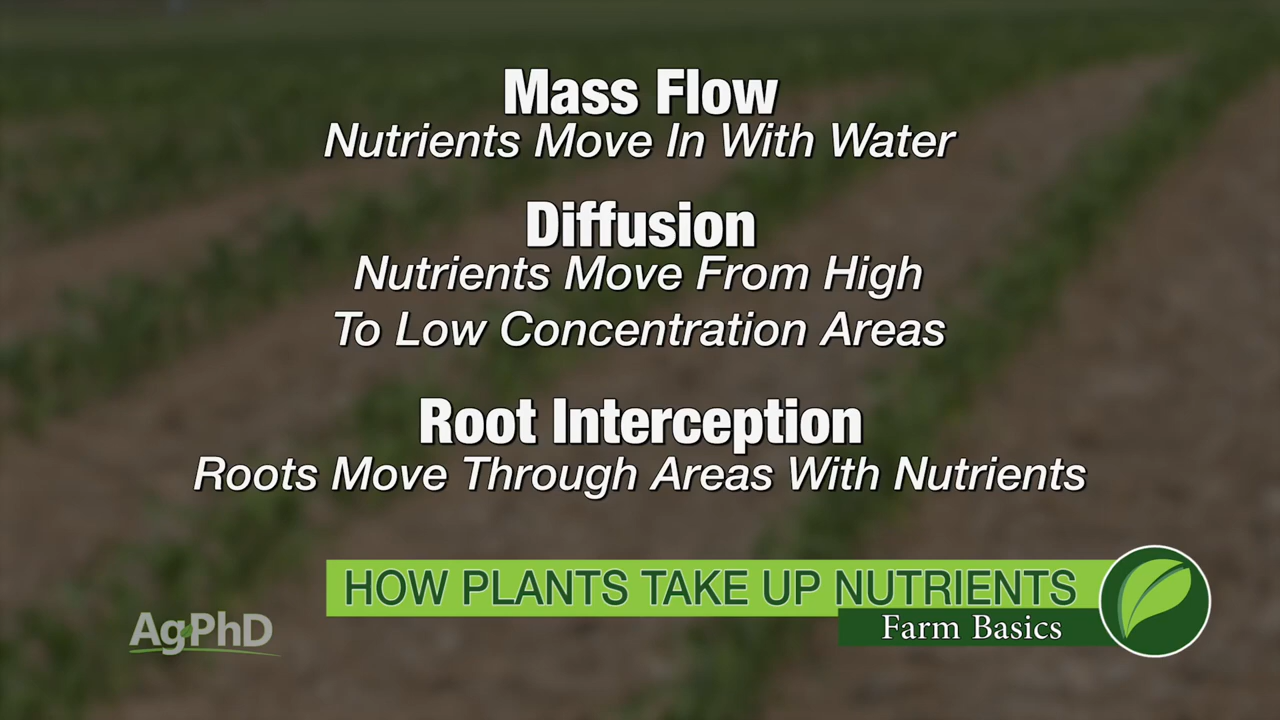 Mass Flow
Nutrients Move In With Water
Diffusion
Nutrients Move From High
To Low Concentration Areas
Root Interception
Roots Move Through Areas With Nutrients
HOW PLANTS TAKE UP NUTRIENTS
Farm Basics
AgPhD